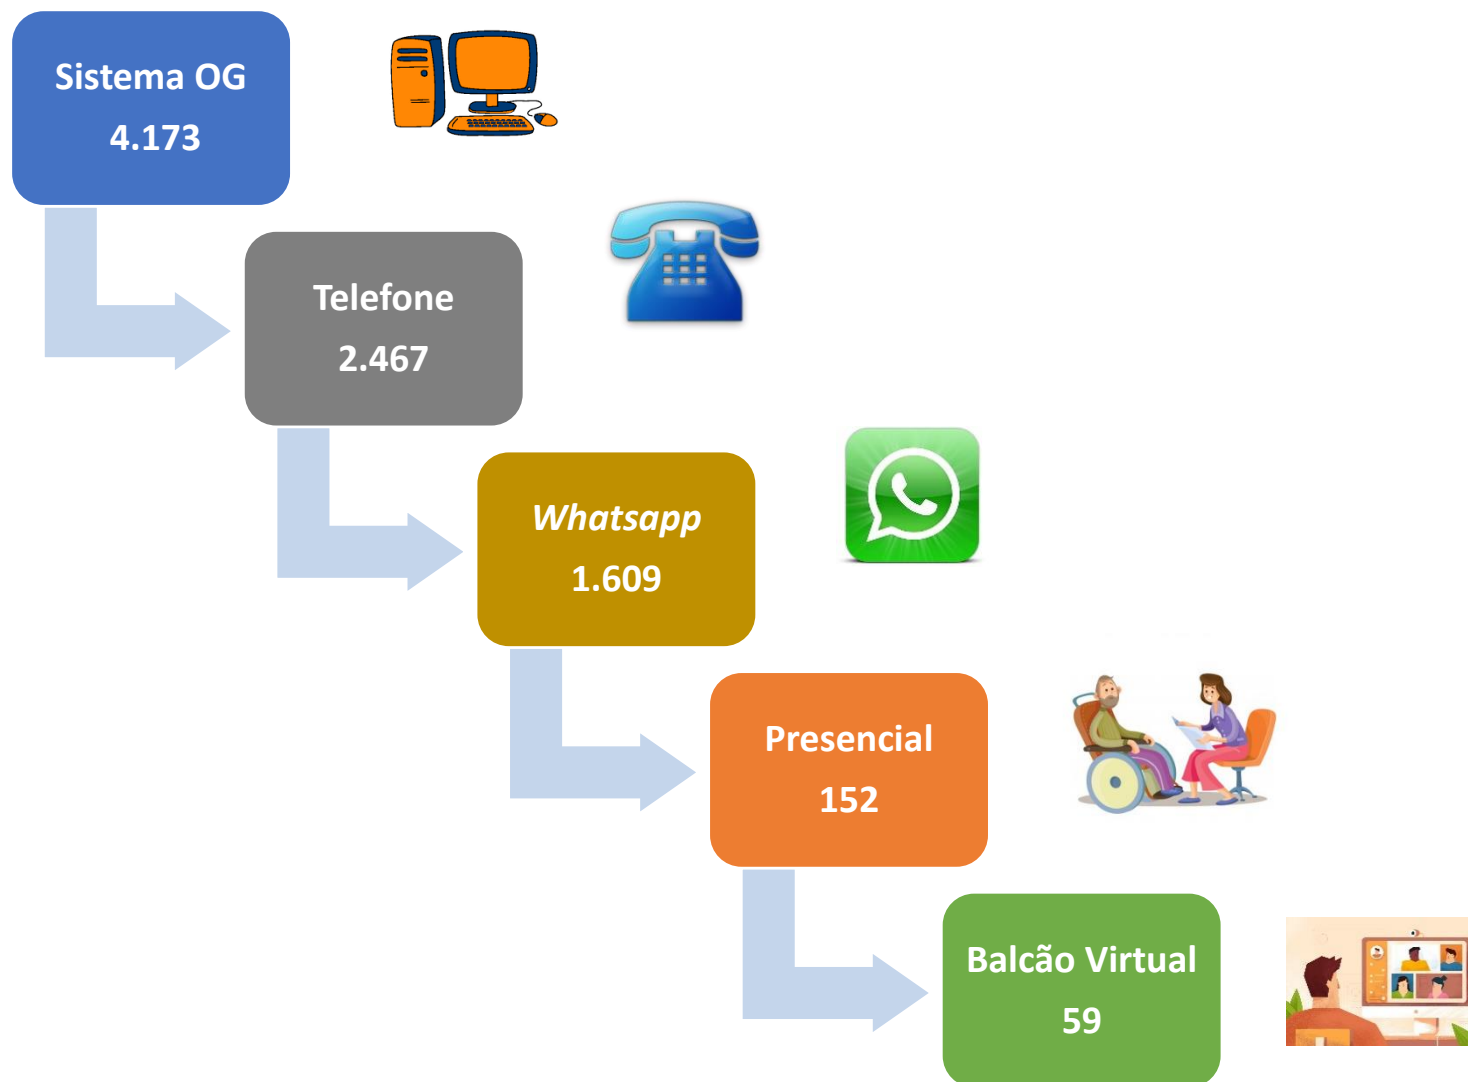 Sistema OG
4.173
Telefone
2.467
Whatsapp
1.609
Presencial
152
Balcão Virtual
59